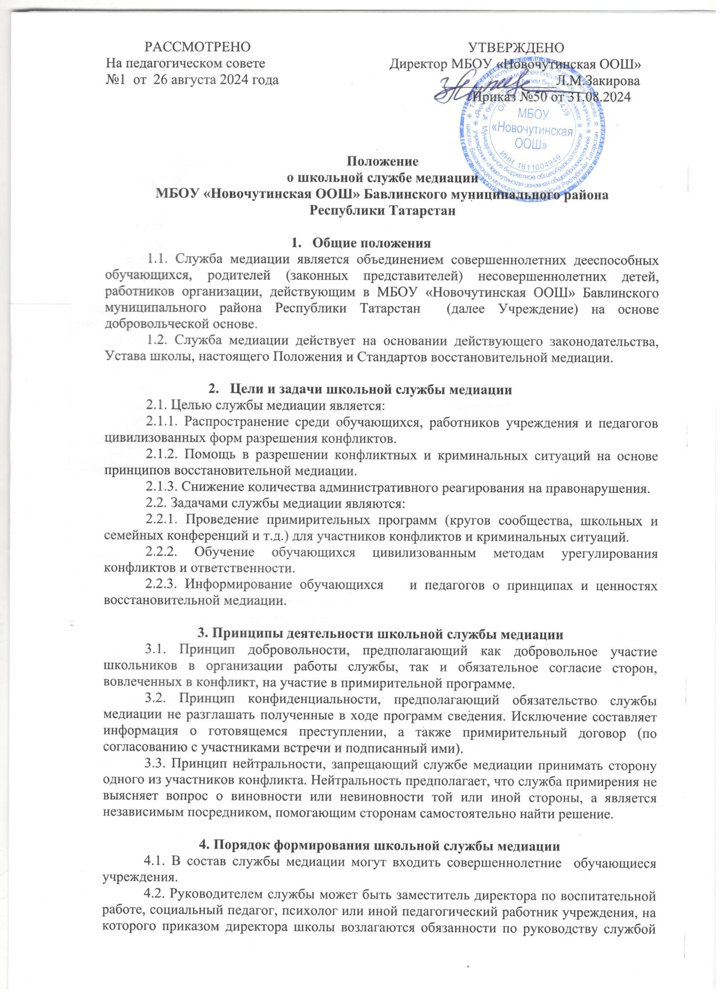 РАССМОТРЕНО
На педагогическом совете
№1 от 26 августа 2024 года
УТВЕРЖДЕНО
Директор МБОУ «Новочутинская ООШ»
Л.М.Закирова
Приказ №50 от 31.08.2024
МБОУ
«Новочутинская
ООШ»
ИНН 1611004949
Положение
о школьной службе медиации
МБОУ «Новочутинская ООШ» Бавлинского муниципального района
Республики Татарстан
1. Общие положения
1.1. Служба медиации является объединением совершеннолетних дееспособных
обучающихся, родителей (законных представителей) несовершеннолетних детей,
работников организации, действующим в МБОУ «Новочутинская ООШ» Бавлинского
муниципального района Республики Татарстан (далее Учреждение) на основе
добровольческой основе.
1.2. Служба медиации действует на основании действующего законодательства,
Устава школы, настоящего Положения и Стандартов восстановительной медиации.
2. Цели и задачи школьной службы медиации
2.1. Целью службы медиации является:
2.1.1. Распространение среди обучающихся, работников учреждения и педагогов
цивилизованных форм разрешения конфликтов.
2.1.2. Помощь в разрешении конфликтных и криминальных ситуаций на основе
принципов восстановительной медиации.
2.1.3. Снижение количества административного реагирования на правонарушения.
2.2. Задачами службы медиации являются:
2.2.1. Проведение примирительных программ (кругов сообщества, школьных и
семейных конференций и т.д.) для участников конфликтов и криминальных ситуаций.
2.2.2. Обучение обучающихся цивилизованным методам урегулирования
конфликтов и ответственности.
2.2.3. Информирование обучающихся и педагогов о принципах и ценностях
восстановительной медиации.
3. Принципы деятельности школьной службы медиации
3.1. Принцип добровольности, предполагающий как добровольное участие
школьников в организации работы службы, так и обязательное согласие сторон,
вовлеченных в конфликт, на участие в примирительной программе.
3.2. Принцип конфиденциальности, предполагающий обязательство службы
медиации не разглашать полученные в ходе программ сведения. Исключение составляет
информация о готовящемся преступлении, а также примирительный договор (по
согласованию с участниками встречи и подписанный ими).
3.3. Принцип нейтральности, запрещающий службе медиации принимать сторону
одного из участников конфликта. Нейтральность предполагает, что служба примирения не
выясняет вопрос о виновности или невиновности той или иной стороны, а является
независимым посредником, помогающим сторонам самостоятельно найти решение.
4. Порядок формирования школьной службы медиации
4.1. В состав службы медиации могут входить совершеннолетние обучающиеся
учреждения.
4.2. Руководителем службы может быть заместитель директора по воспитательной
работе, социальный педагог, психолог или иной педагогический работник учреждения, на
которого приказом директора школы возлагаются обязанности по руководству службой